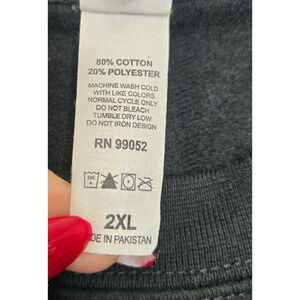 80% COTTON
20% POLYESTER
MACHINE WASH COLD
WITH LIKE COLORS
NORMAL CYCLE ONLY
DO NOT BLEACH
TUMBLE DRY LOW
DO NOT IRON DESIGN
RN 99052
30C
2XL
DE IN PAKISTAN